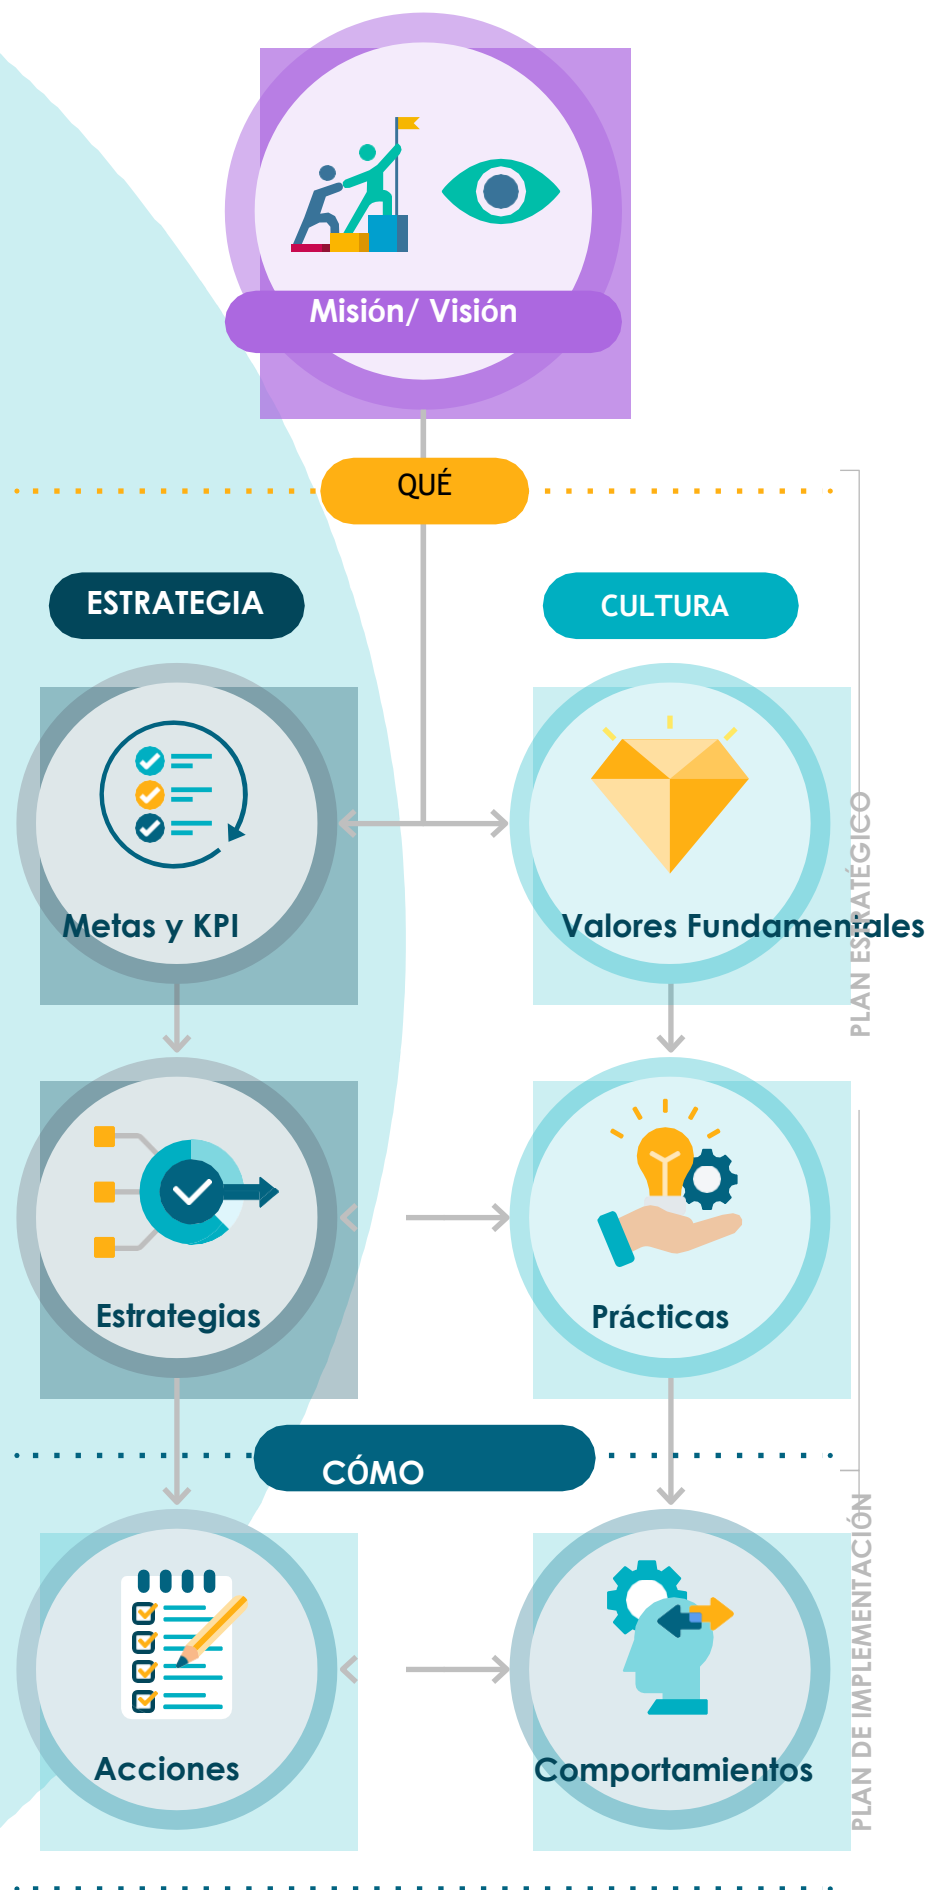 Misión/ Visión
QUÉ
ESTRATEGIA
CULTURA
Metas y KPI
Valores Fundamentales
PLAN ESTRATÉGICO
Estrategias
Prácticas
CÓMO
Acciones
Comportamientos
PLAN DE IMPLEMENTACIÓN